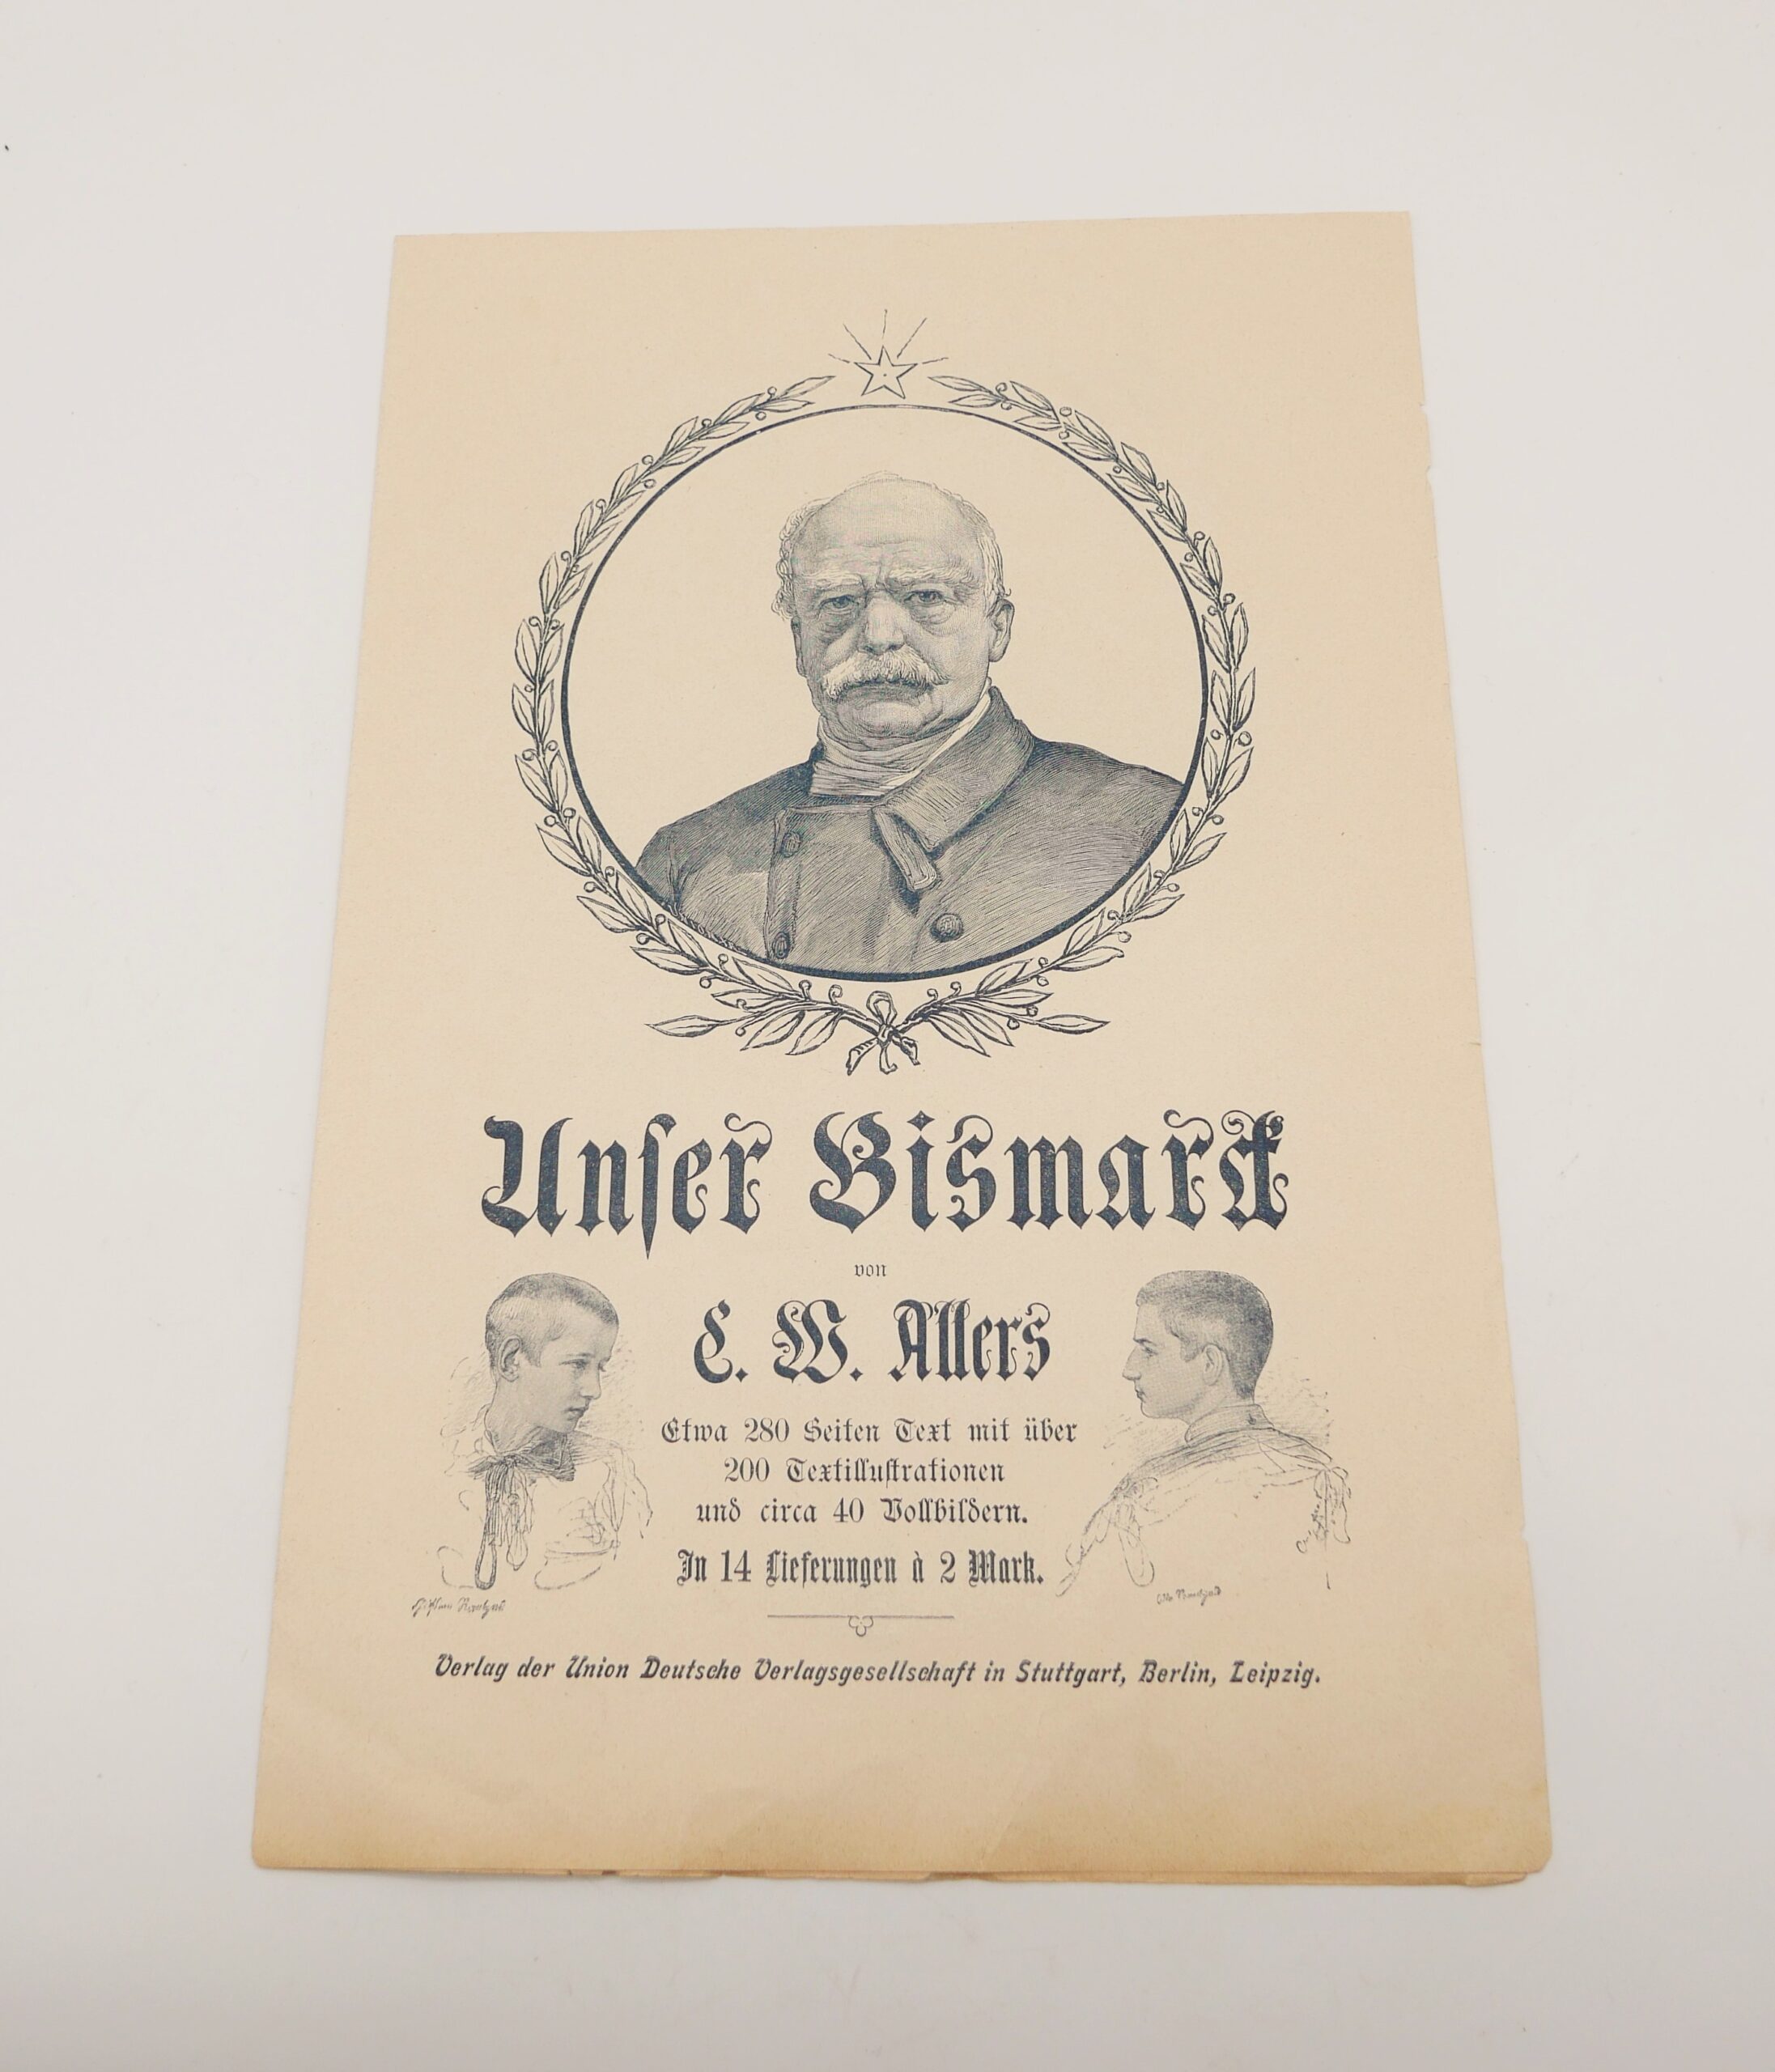 Unser Bismarck
von
C. W. Allers
Etwa 280 Seiten Text mit über
200 Textillustrationen
und circa 40 Vollbildern.
In 14 Lieferungen à 2 Mark.
Verlag der Union Deutsche Verlagsgesellschaft in Stuttgart, Berlin, Leipzig.